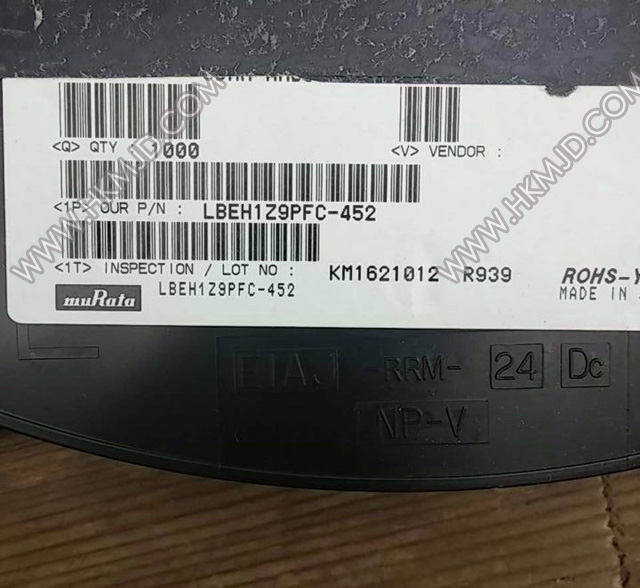 <Q> QTY : 1000
<V> VENDOR :
<1P> OUR P/N : LBEH1Z9PFC-452
<1T> INSPECTION / LOT NO : KM1621012 R939
muRata LBEH1Z9PFC-452
ROHS-Y
MADE IN
EIAJ -RRM- 24 Dc
NP-V
WWW.HKMJD.COM
WWW.HKMJD.COM